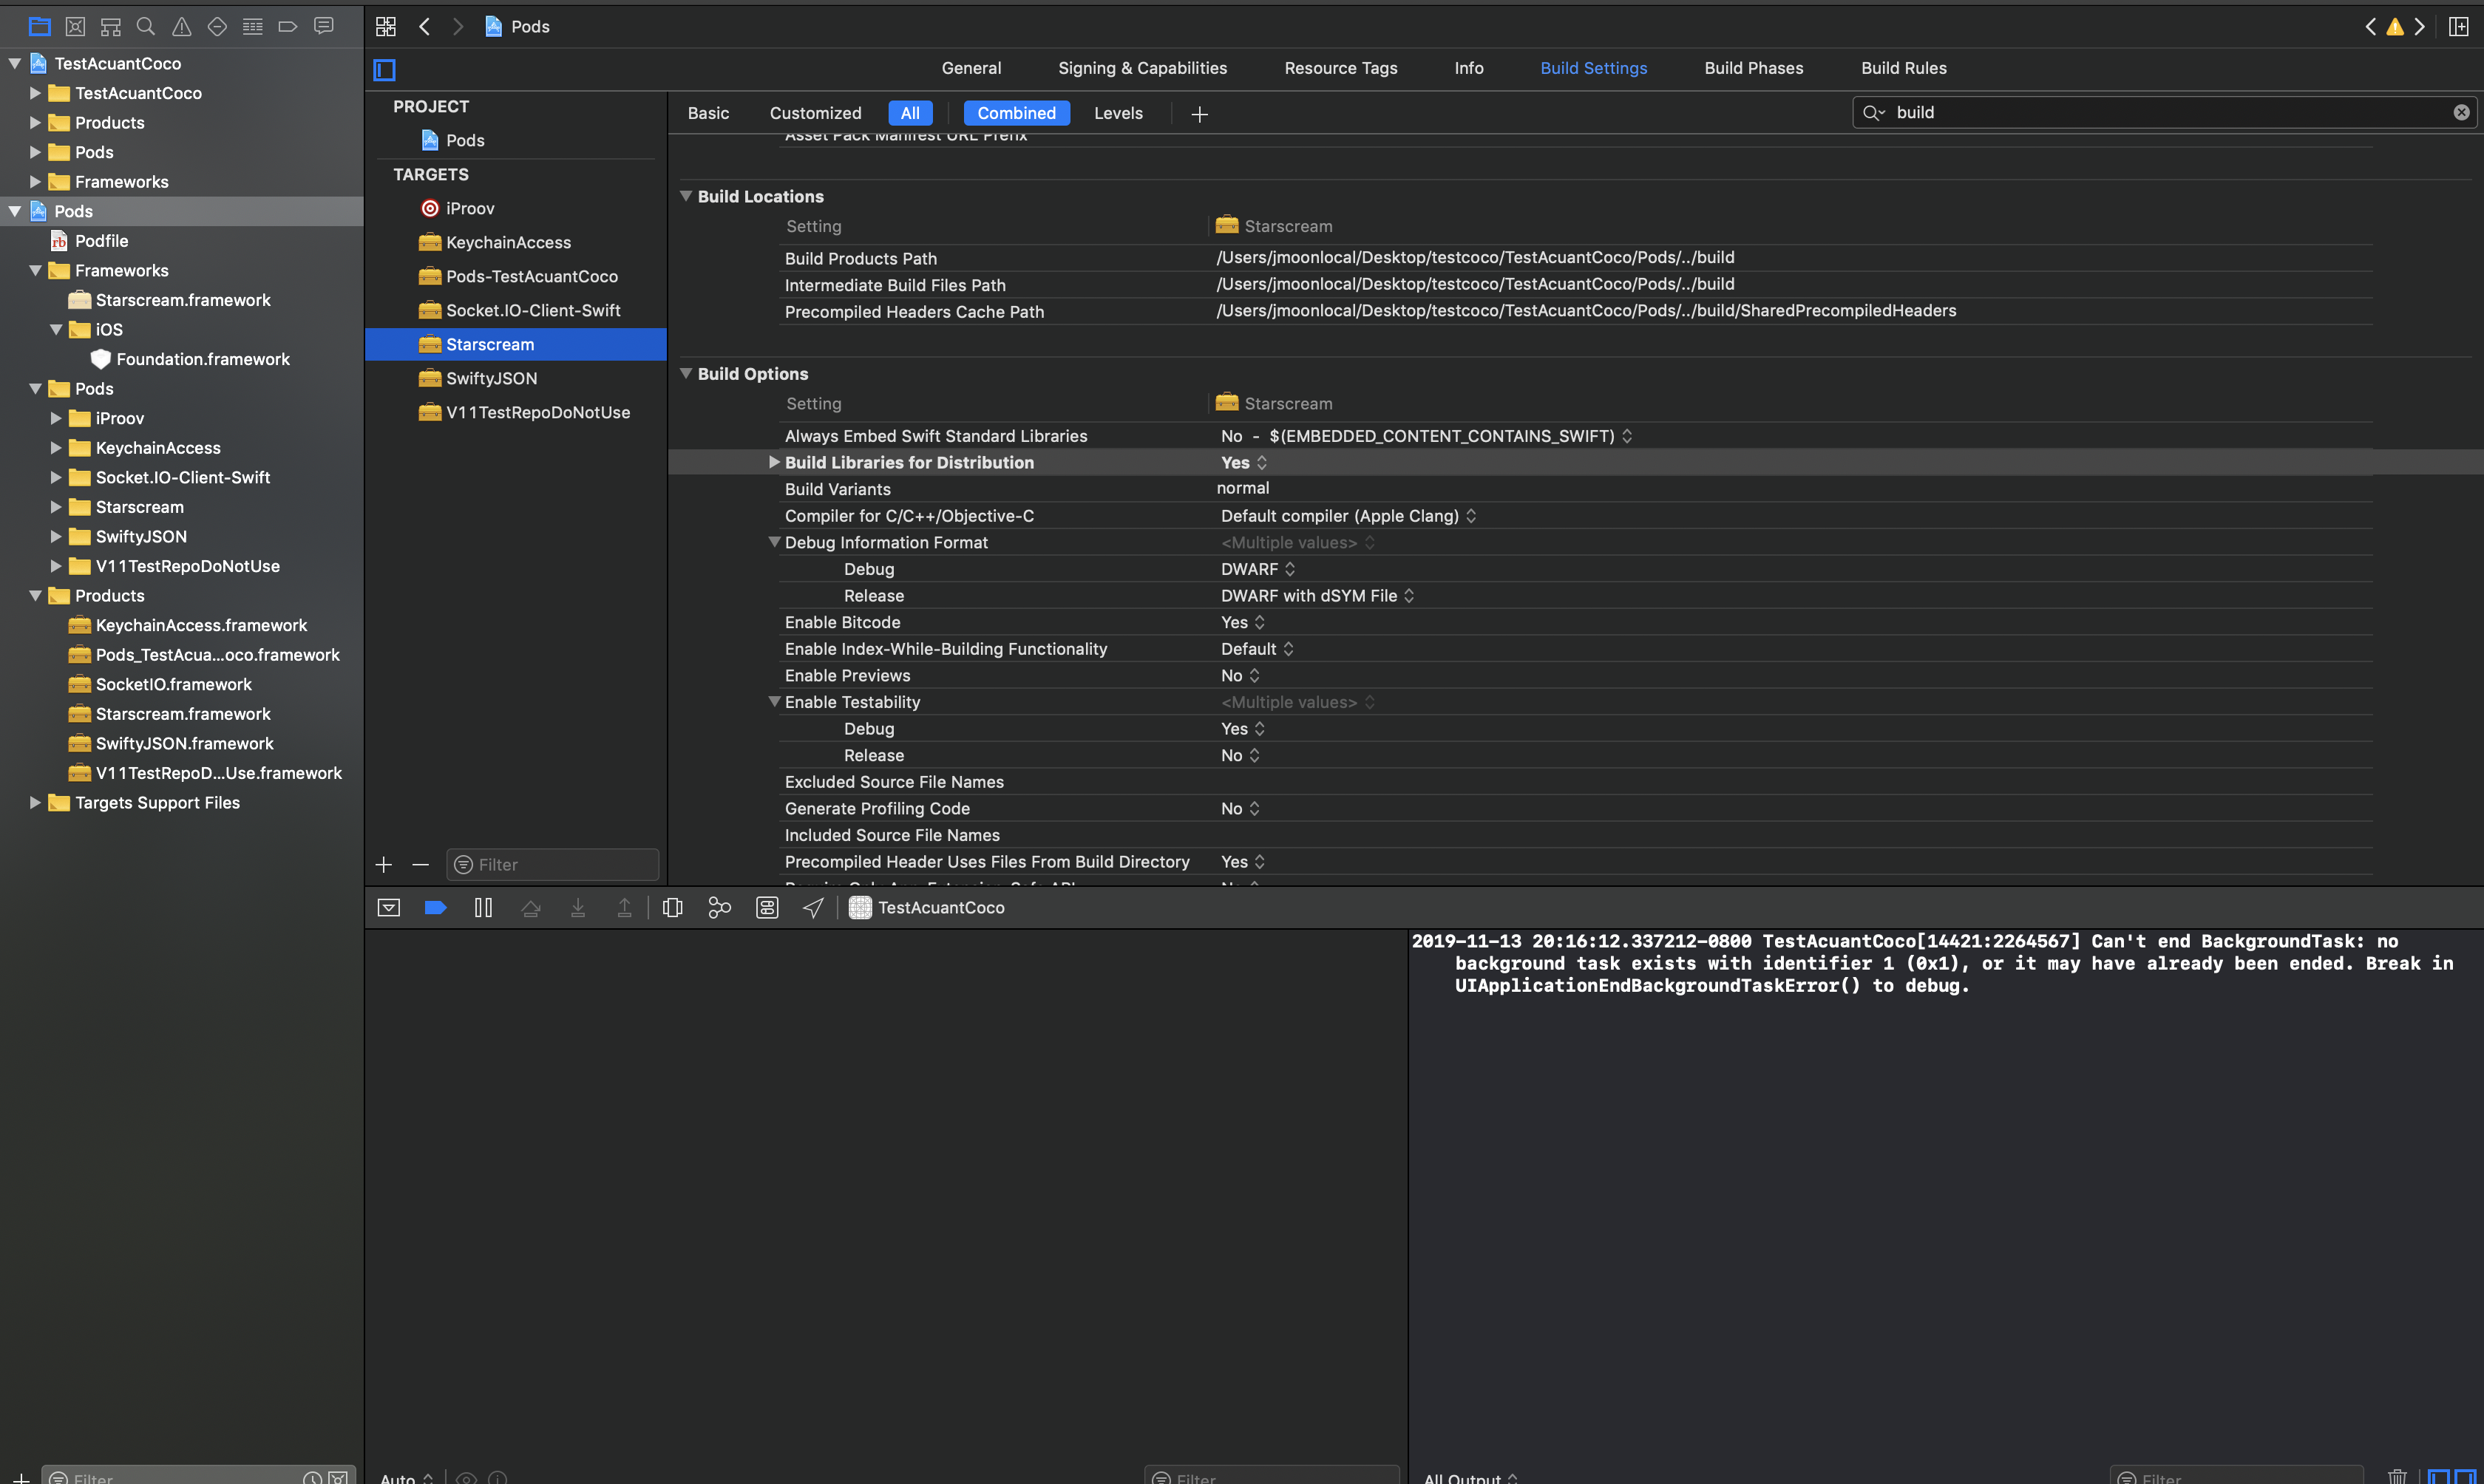 Pods
TestAcuantCoco
TestAcuantCoco
Products
Pods
Frameworks
Pods
Podfile
Frameworks
Starscream.framework
iOS
Foundation.framework
Pods
iProov
KeychainAccess
Socket.IO-Client-Swift
Starscream
SwiftyJSON
V11TestRepoDoNotUse
Products
KeychainAccess.framework
Pods_TestAcua...oco.framework
SocketIO.framework
Starscream.framework
SwiftyJSON.framework
V11TestRepoD...Use.framework
Targets Support Files
Filter
General Signing & Capabilities Resource Tags Info Build Settings Build Phases Build Rules
PROJECT
Pods
TARGETS
iProov
KeychainAccess
Pods-TestAcuantCoco
Socket.IO-Client-Swift
Starscream
SwiftyJSON
V11TestRepoDoNotUse
Filter
Basic Customized All Combined Levels build
Asset Pack Manifest URL Prefix
Build Locations
Setting Starscream
Build Products Path /Users/jmoonlocal/Desktop/testcoco/TestAcuantCoco/Pods/../build
Intermediate Build Files Path /Users/jmoonlocal/Desktop/testcoco/TestAcuantCoco/Pods/../build
Precompiled Headers Cache Path /Users/jmoonlocal/Desktop/testcoco/TestAcuantCoco/Pods/../build/SharedPrecompiledHeaders
Build Options
Setting Starscream
Always Embed Swift Standard Libraries No - $(EMBEDDED_CONTENT_CONTAINS_SWIFT)
Build Libraries for Distribution Yes
Build Variants normal
Compiler for C/C++/Objective-C Default compiler (Apple Clang)
Debug Information Format <Multiple values>
Debug DWARF
Release DWARF with dSYM File
Enable Bitcode Yes
Enable Index-While-Building Functionality Default
Enable Previews No
Enable Testability <Multiple values>
Debug Yes
Release No
Excluded Source File Names
Generate Profiling Code No
Included Source File Names
Precompiled Header Uses Files From Build Directory Yes
Require Only App-Extension-Safe API No
TestAcuantCoco
2019-11-13 20:16:12.337212-0800 TestAcuantCoco[14421:2264567] Can't end BackgroundTask: no
background task exists with identifier 1 (0x1), or it may have already been ended. Break in
UIApplicationEndBackgroundTaskError() to debug.
Auto Filter All Output Filter